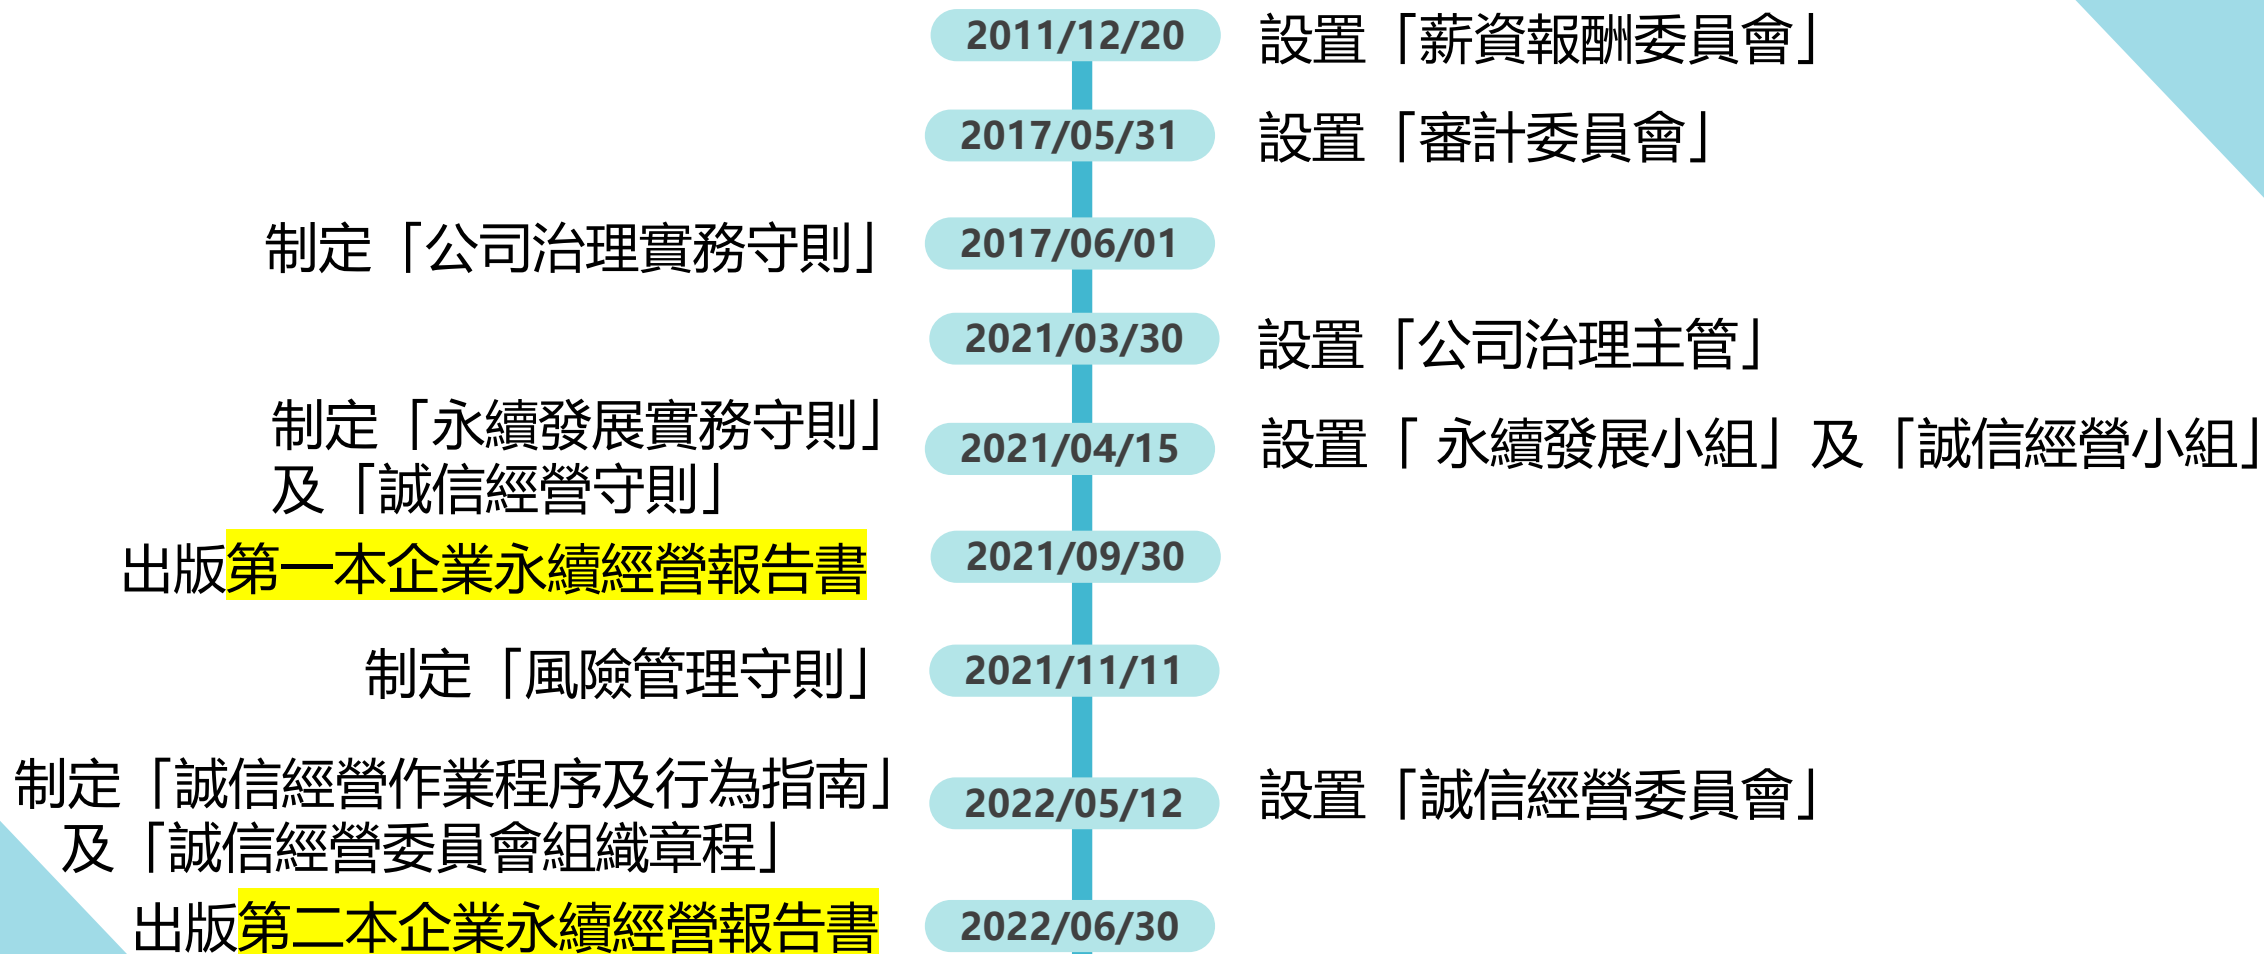 2011/12/20 設置「薪資報酬委員會」
2017/05/31 設置「審計委員會」
制定「公司治理實務守則」 2017/06/01
2021/03/30 設置「公司治理主管」
制定「永續發展實務守則」
及「誠信經營守則」
2021/04/15 設置「 永續發展小組」及「誠信經營小組」
出版第一本企業永續經營報告書 2021/09/30
制定「風險管理守則」 2021/11/11
制定「誠信經營作業程序及行為指南」
及「誠信經營委員會組織章程」
2022/05/12 設置「誠信經營委員會」
出版第二本企業永續經營報告書 2022/06/30